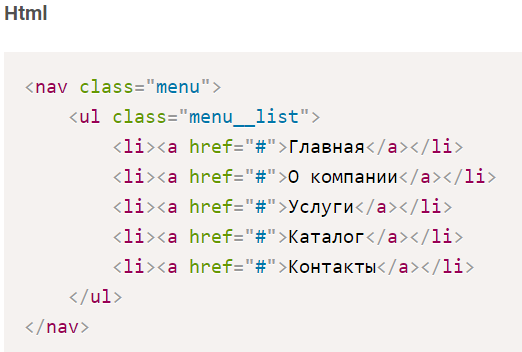 Html
<nav class="menu">
    <ul class="menu__list">
        <li><a href="#">Главная</a></li>
        <li><a href="#">О компании</a></li>
        <li><a href="#">Услуги</a></li>
        <li><a href="#">Каталог</a></li>
        <li><a href="#">Контакты</a></li>
    </ul>
</nav>